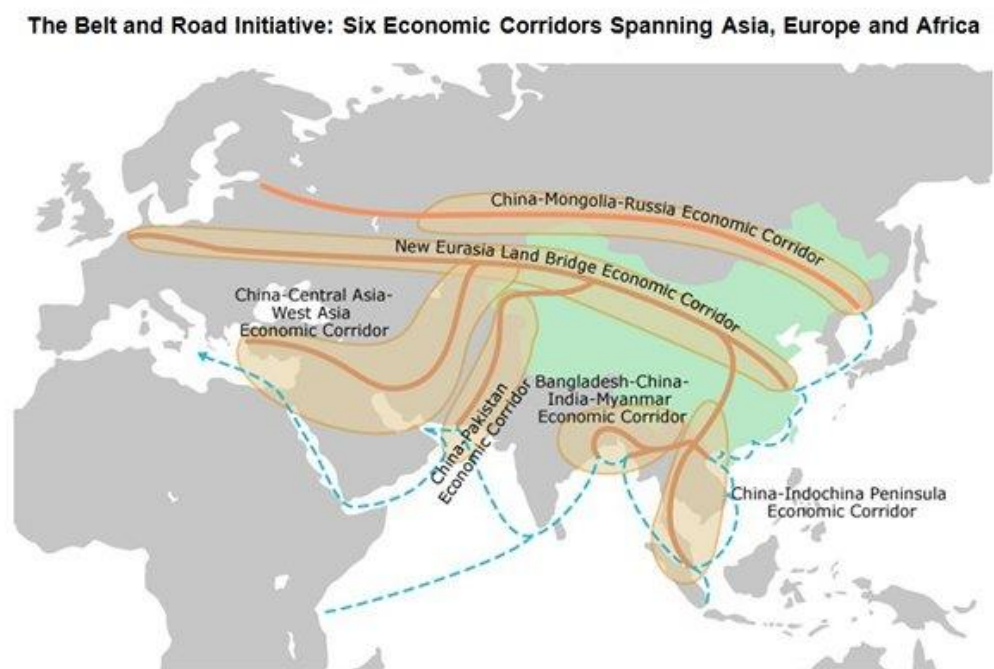 The Belt and Road Initiative: Six Economic Corridors Spanning Asia, Europe and Africa
China-Mongolia-Russia Economic Corridor
New Eurasia Land Bridge Economic Corridor
China-Central Asia-
West Asia
Economic Corridor
China-Pakistan
Economic Corridor
Bangladesh-China-
India-Myanmar
Economic Corridor
China-Indochina Peninsula
Economic Corridor